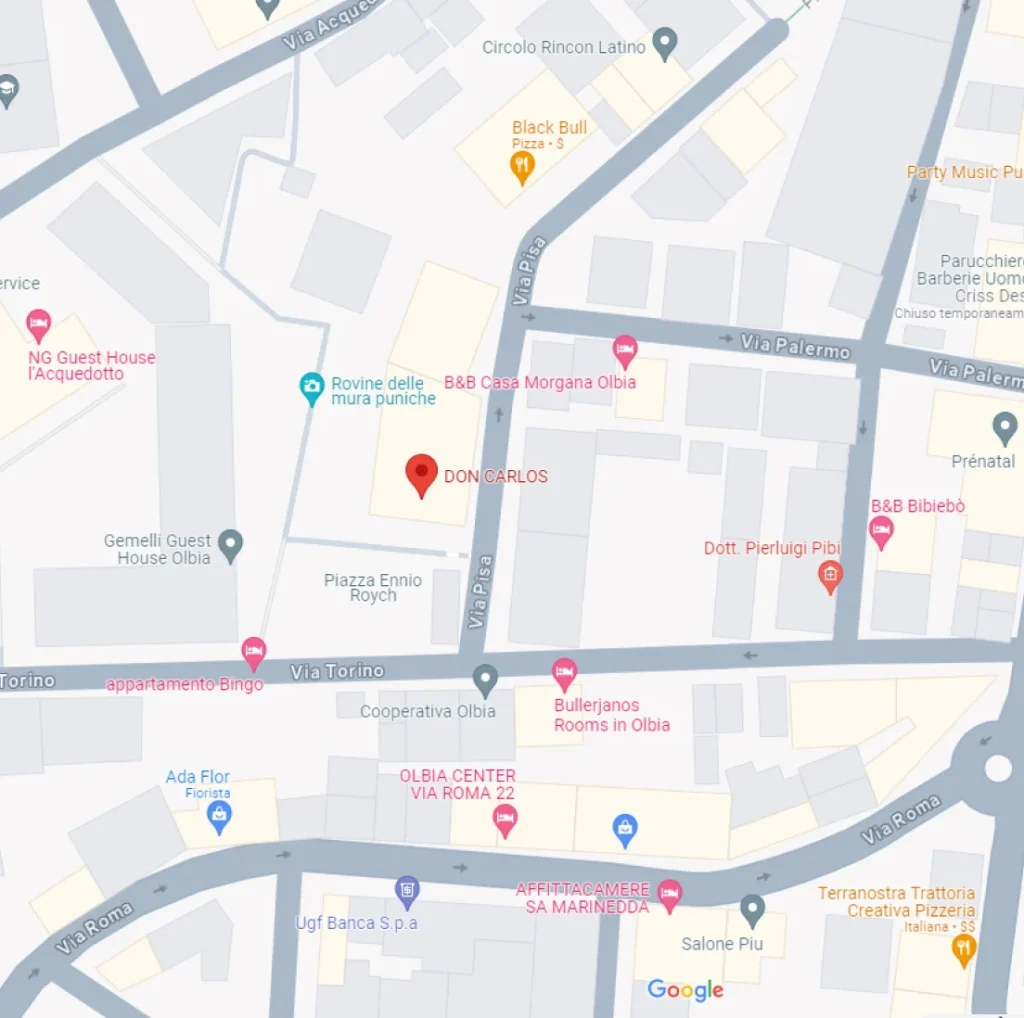 Via Acqued
Circolo Rincon Latino
Black Bull
Pizza • $
Party Music Pu
Via Pisa
Parucchiere
Barberie Uomo
Criss Des
Chiuso temporaneam
ervice
NG Guest House
l'Acquedotto
Via Palermo
Via Palerm
Rovine delle
mura puniche
B&B Casa Morgana Olbia
DON CARLOS
Prénatal
B&B Bibiebò
Gemelli Guest
House Olbia
Dott. Pierluigi Pibi
Piazza Ennio
Roych
Via Pisa
Torino
Via Torino
appartamento Bingo
Cooperativa Olbia
Bullerjanos
Rooms in Olbia
Ada Flor
Fiorista
OLBIA CENTER
VIA ROMA 22
Via Roma
AFFITTACAMERE
SA MARINEDDA
Terranostra Trattoria
Creativa Pizzeria
Italiana • $$
Ugf Banca S.p.a
Via Roma
Salone Piu
Google